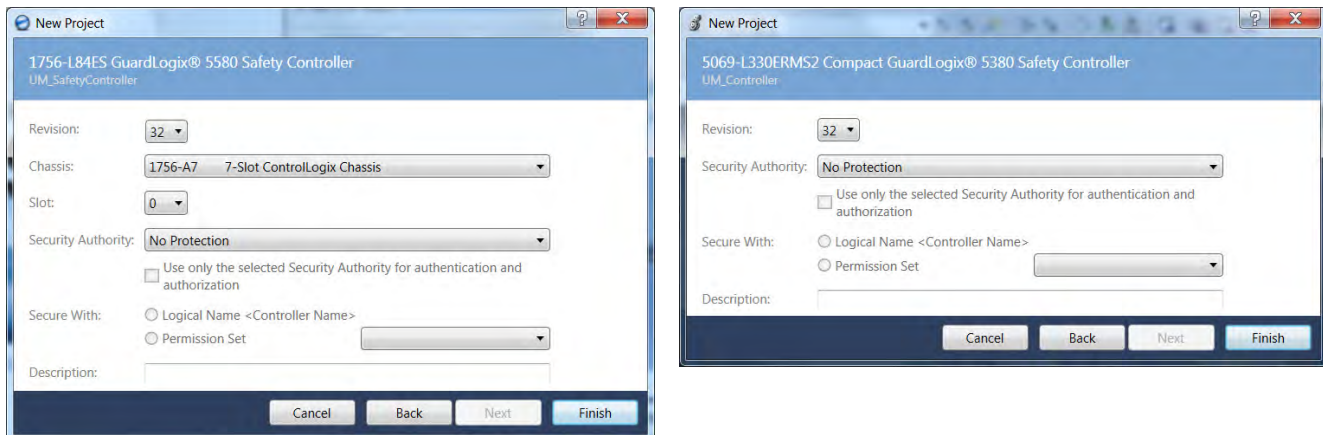 New Project
1756-L84ES GuardLogix® 5580 Safety Controller
UM_SafetyController
Revision:
32
Chassis:
1756-A7 7-Slot ControlLogix Chassis
Slot:
0
Security Authority:
No Protection
Use only the selected Security Authority for authentication and
authorization
Secure With:
Logical Name <Controller Name>
Permission Set
Description:
Cancel
Back
Next
Finish
New Project
5069-L330ERMS2 Compact GuardLogix® 5380 Safety Controller
UM_Controller
Revision:
32
Security Authority:
No Protection
Use only the selected Security Authority for authentication and
authorization
Secure With:
Logical Name <Controller Name>
Permission Set
Description:
Cancel
Back
Next
Finish